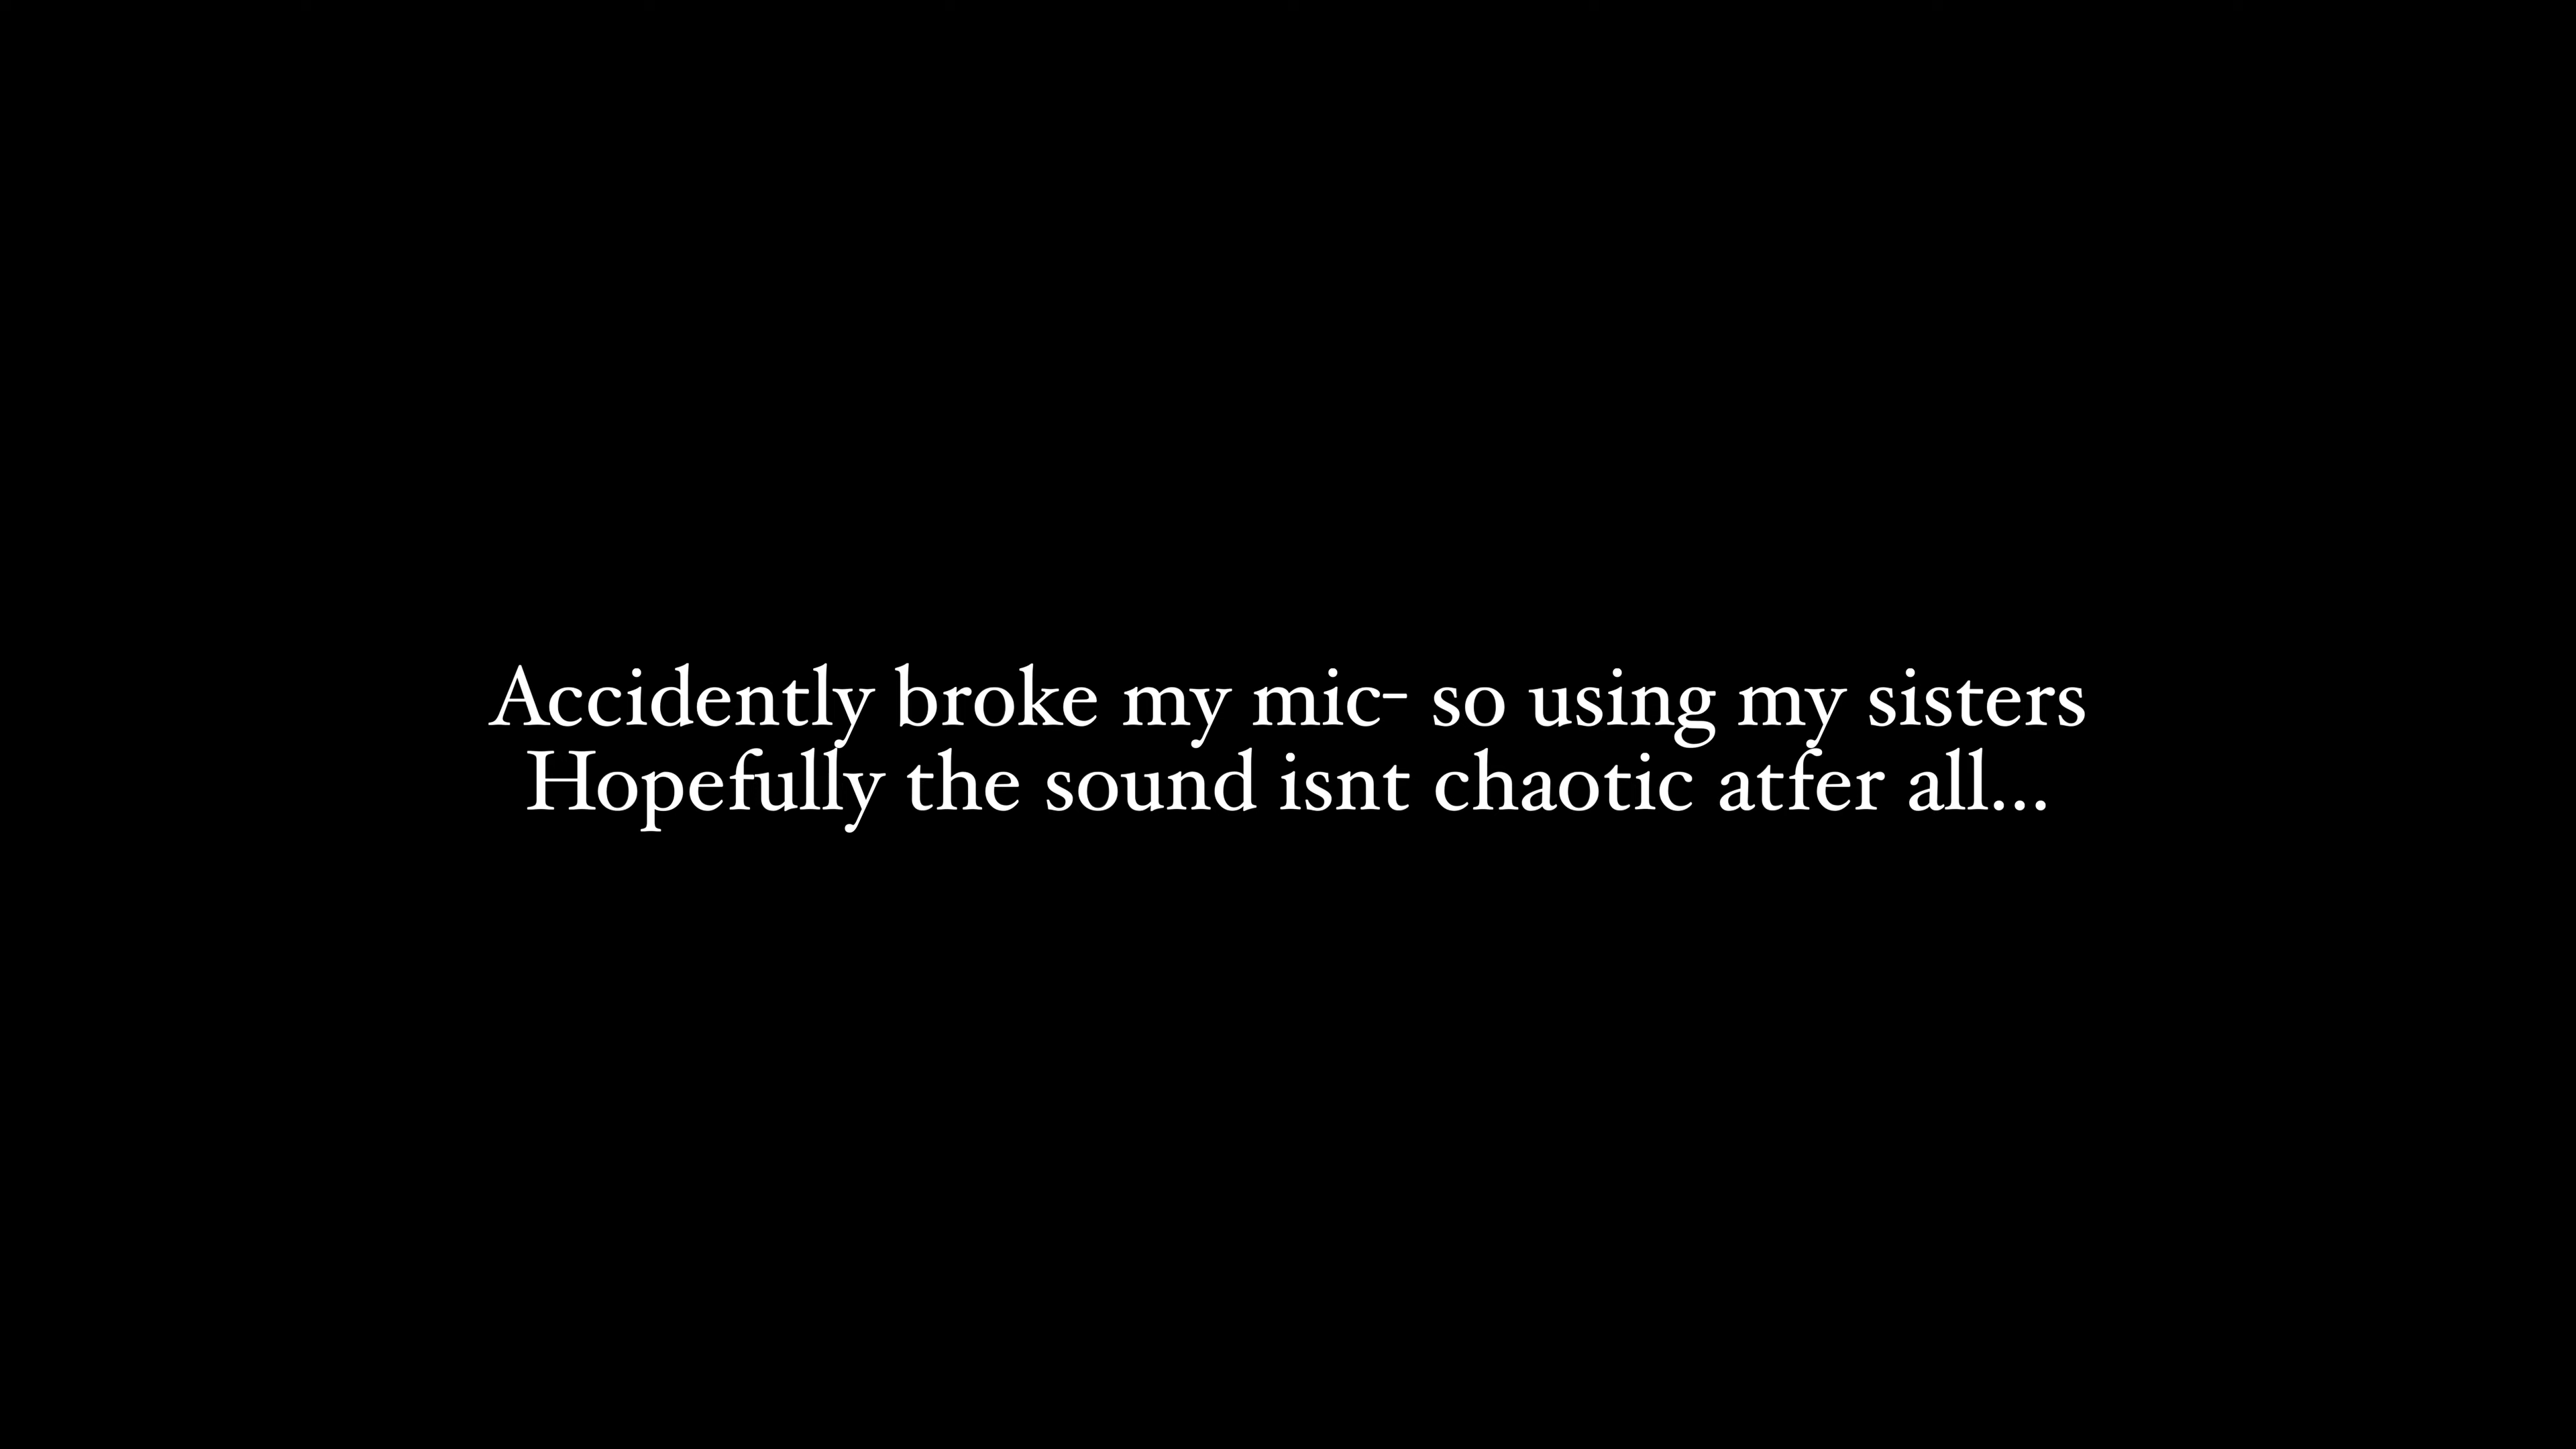 Accidently broke my mic- so using my sisters
Hopefully the sound isnt chaotic atfer all...